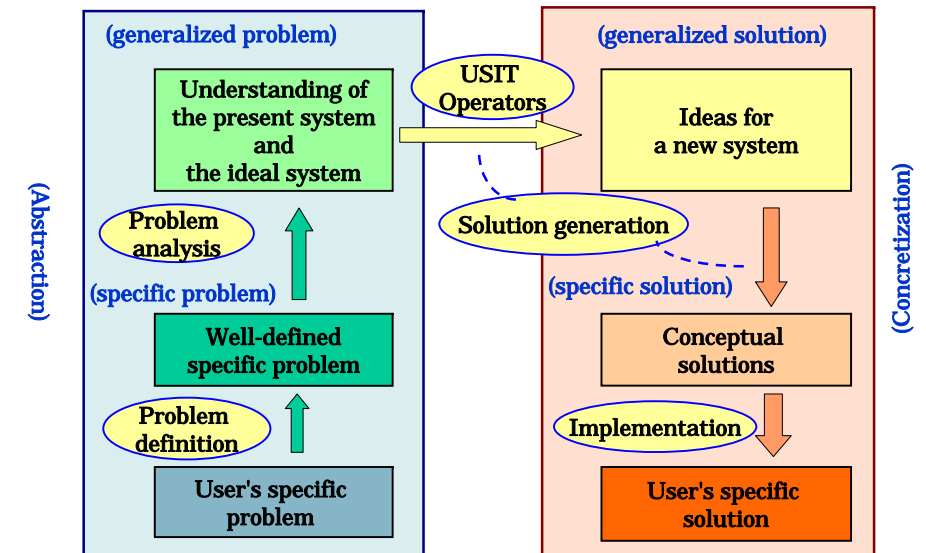 (generalized problem)
(generalized solution)
Understanding of
the present system
and
the ideal system
USIT
Operators
Ideas for
a new system
(Abstraction)
(Concretization)
Problem
analysis
Solution generation
(specific problem)
(specific solution)
Well-defined
specific problem
Conceptual
solutions
Problem
definition
Implementation
User's specific
problem
User's specific
solution